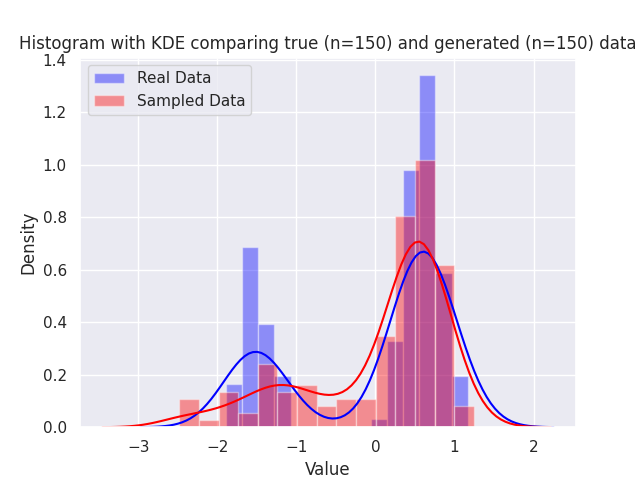 Histogram with KDE comparing true (n=150) and generated (n=150) data
Real Data
Sampled Data
Density
1.4
1.2
1.0
0.8
0.6
0.4
0.2
0.0
−3 −2 −1 0 1 2
Value